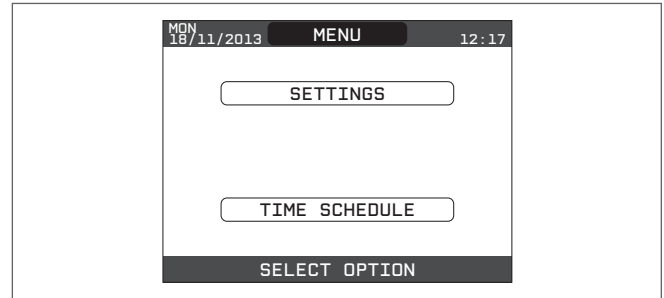 MON
18/11/2013 MENU 12:17
SETTINGS
TIME SCHEDULE
SELECT OPTION